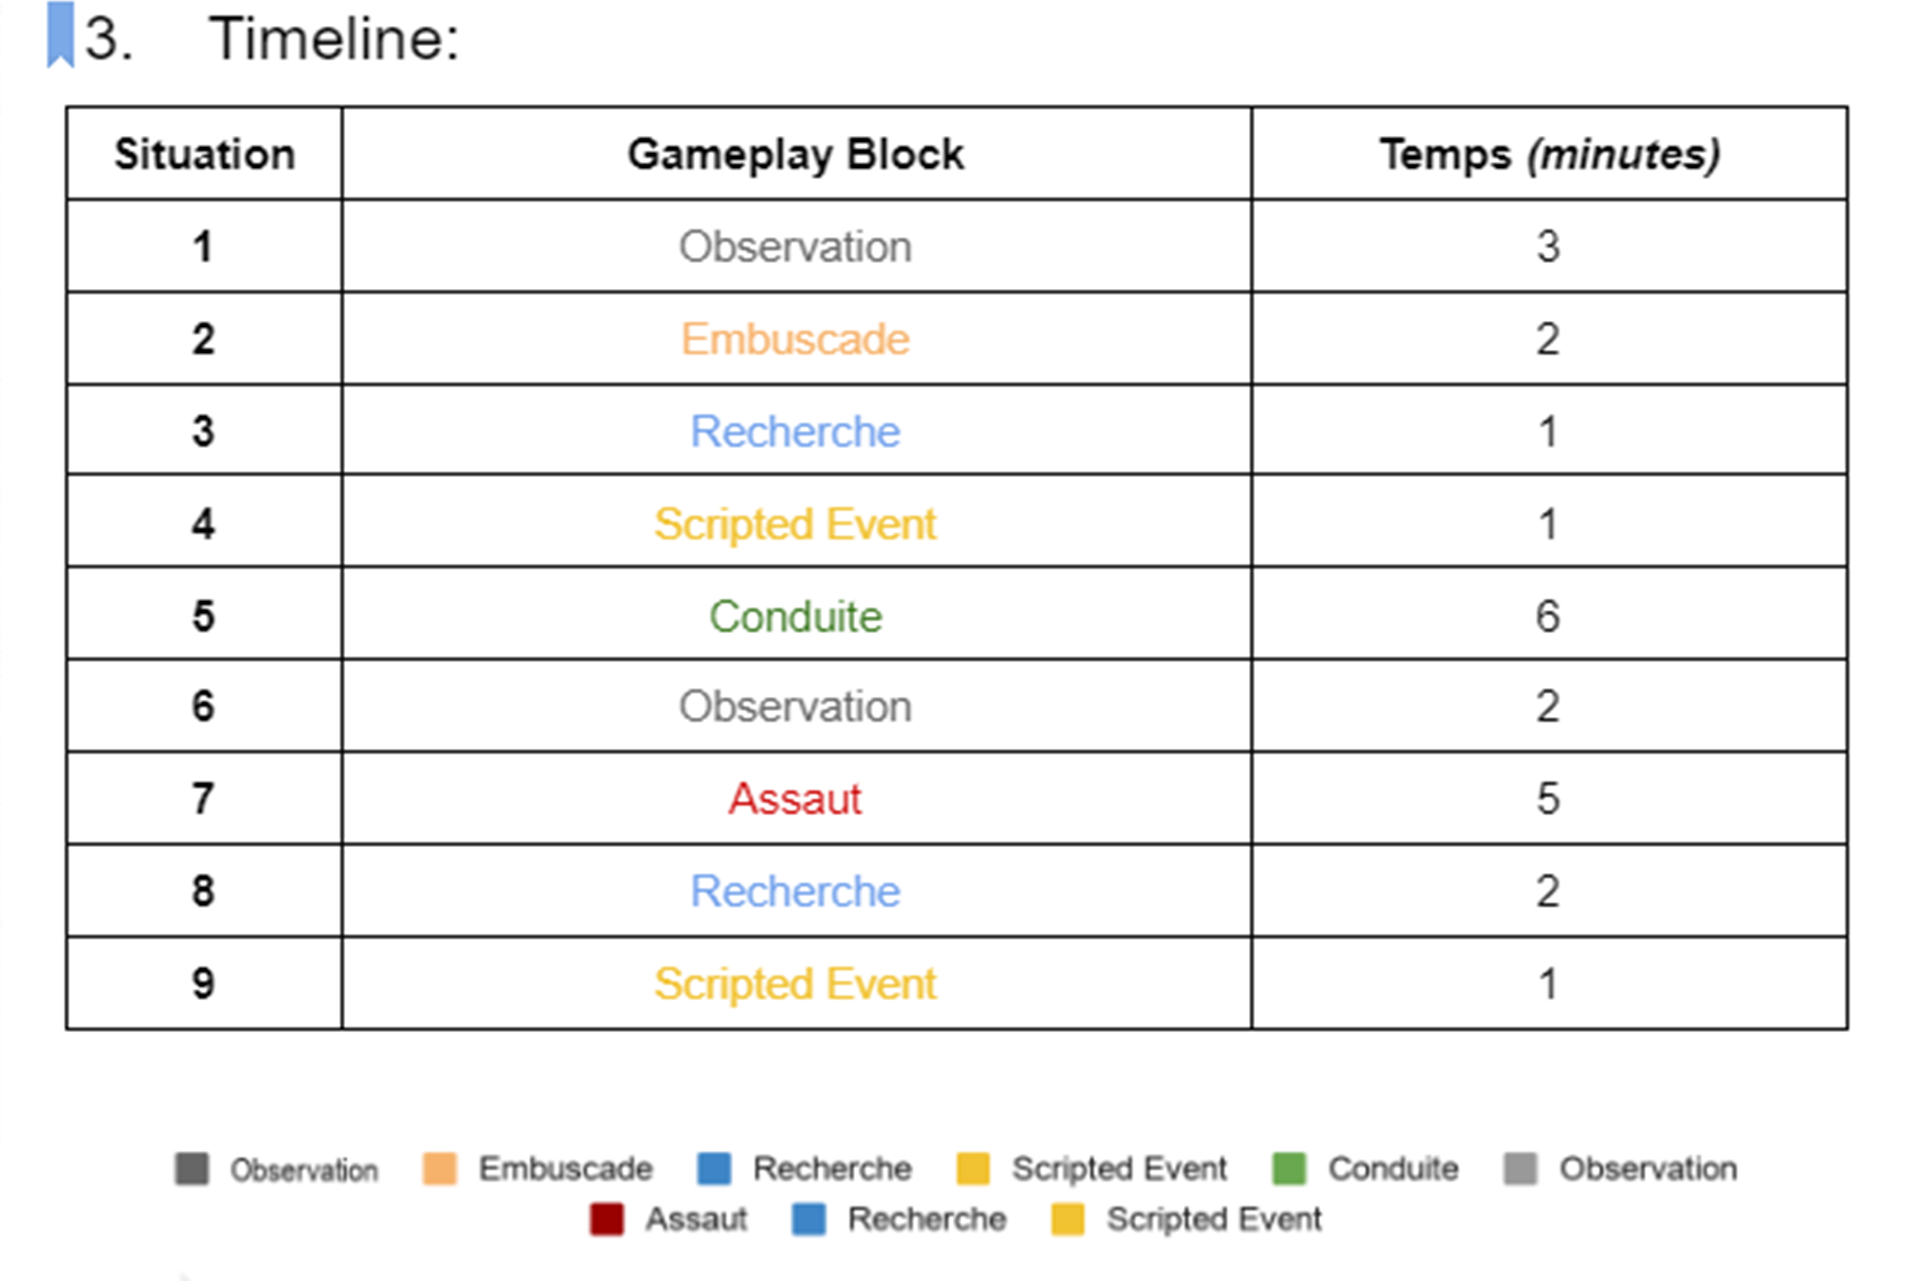 3. Timeline:
Situation Gameplay Block Temps (minutes)
1 Observation 3
2 Embuscade 2
3 Recherche 1
4 Scripted Event 1
5 Conduite 6
6 Observation 2
7 Assaut 5
8 Recherche 2
9 Scripted Event 1
Observation Embuscade Recherche Scripted Event Conduite Observation
Assaut Recherche Scripted Event